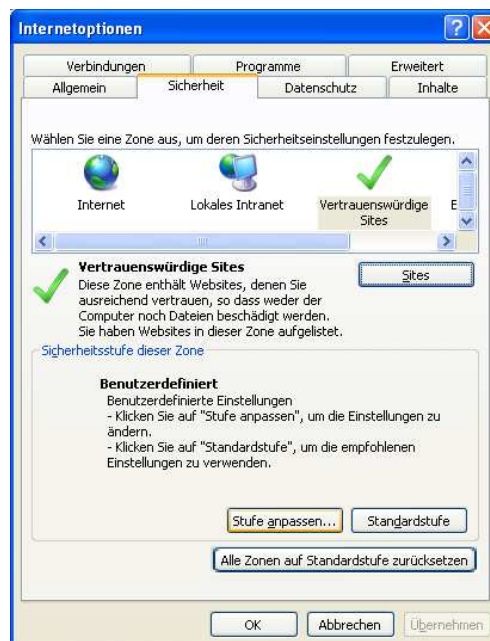 Internetoptionen
Verbindungen Programme Erweitert
Allgemein Sicherheit Datenschutz Inhalte
Wählen Sie eine Zone aus, um deren Sicherheitseinstellungen festzulegen.
Internet Lokales Intranet Vertrauenswürdige E
Sites
Vertrauenswürdige Sites
Sites
Diese Zone enthält Websites, denen Sie
ausreichend vertrauen, so dass weder der
Computer noch Dateien beschädigt werden.
Sie haben Websites in dieser Zone aufgelistet.
Sicherheitsstufe dieser Zone
Benutzerdefiniert
Benutzerdefinierte Einstellungen
- Klicken Sie auf "Stufe anpassen", um die Einstellungen zu
ändern.
- Klicken Sie auf "Standardstufe", um die empfohlenen
Einstellungen zu verwenden.
Stufe anpassen... Standardstufe
Alle Zonen auf Standardstufe zurücksetzen
OK Abbrechen Übernehmen